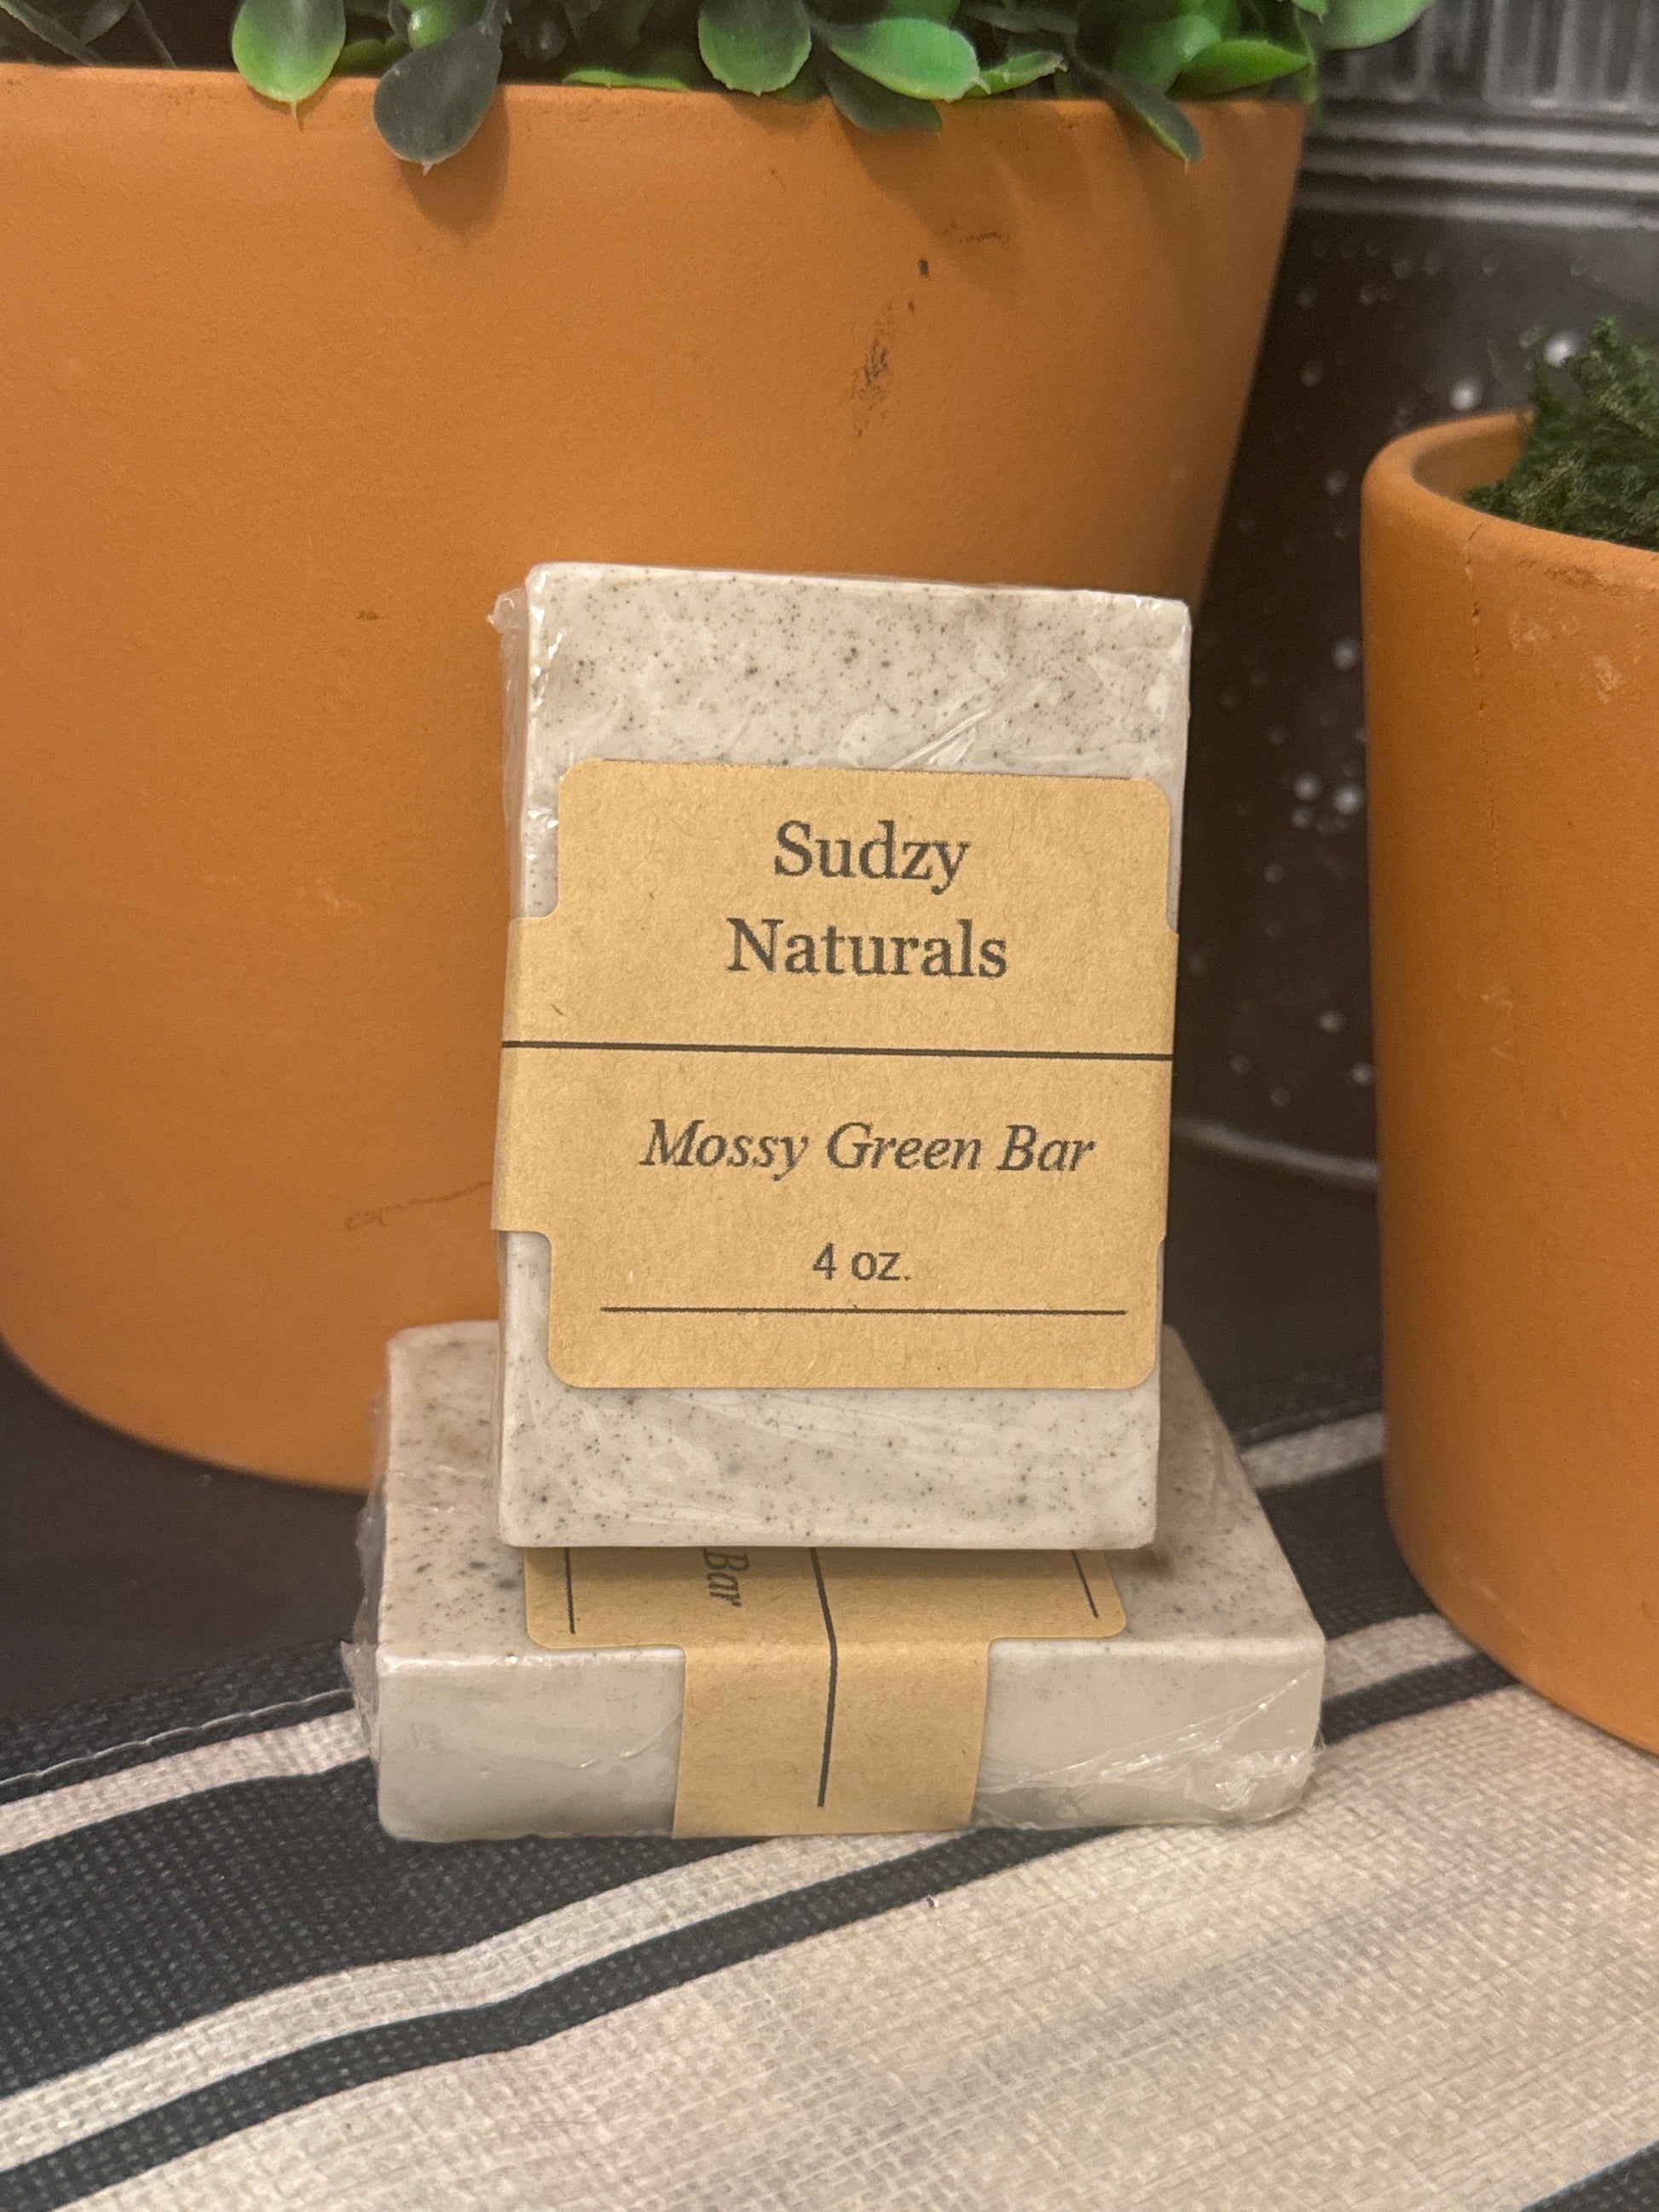 Sudzy
Naturals
Mossy Green Bar
4 oz.
Bar